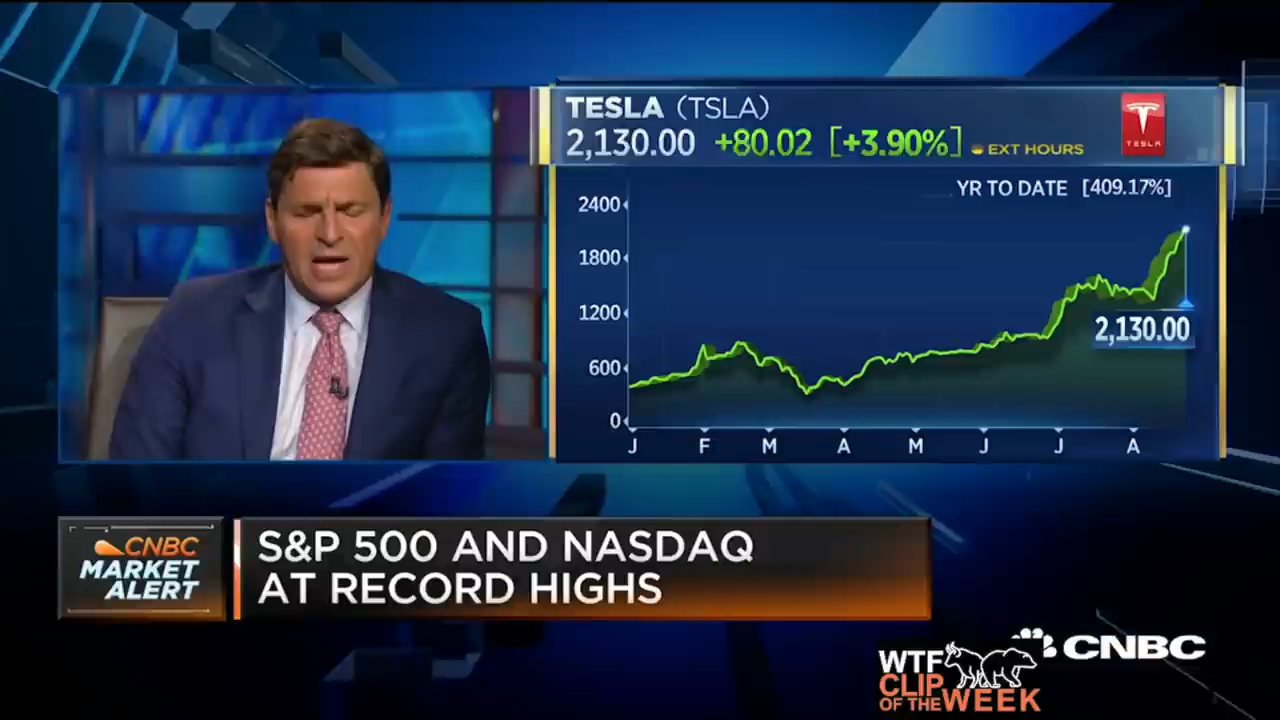 TESLA (TSLA)
2,130.00 +80.02 [+3.90%] EXT HOURS
TESLA
YR TO DATE [409.17%]
2400
1800
1200
600
0
2,130.00
J F M A M J J A
CNBC
MARKET
ALERT
S&P 500 AND NASDAQ
AT RECORD HIGHS
CNBC
WTF
CLIP
OF THE WEEK